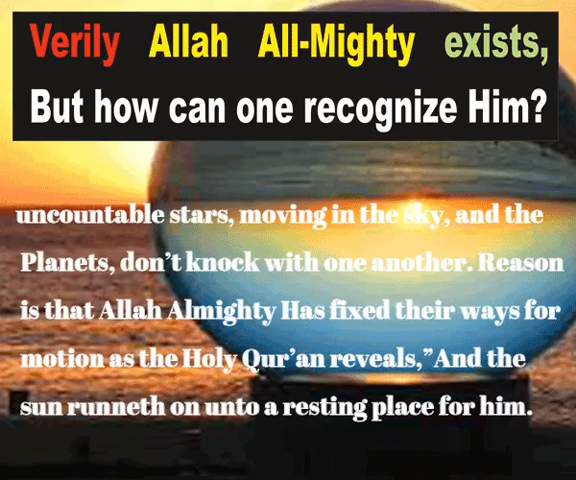 Verily Allah All-Mighty exists,
But how can one recognize Him?
uncountable stars, moving in the sky, and the
Planets, don't knock with one another. Reason
is that Allah Almighty Has fixed their ways for
motion as the Holy Qur'an reveals,"And the
sun runneth on unto a resting place for him.